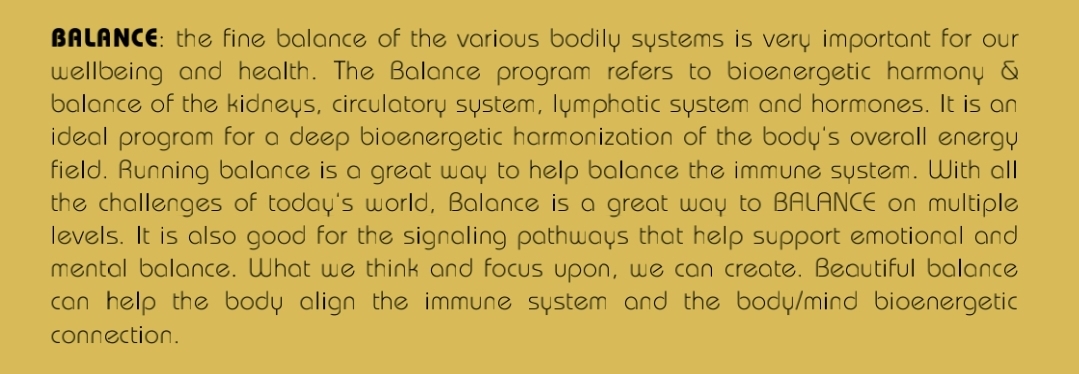 BALANCE: the fine balance of the various bodily systems is very important for our
wellbeing and health. The Balance program refers to bioenergetic harmony &
balance of the kidneys, circulatory system, lymphatic system and hormones. It is an
ideal program for a deep bioenergetic harmonization of the body's overall energy
field. Running balance is a great way to help balance the immune system. With all
the challenges of today's world, Balance is a great way to BALANCE on multiple
levels. It is also good for the signaling pathways that help support emotional and
mental balance. What we think and focus upon, we can create. Beautiful balance
can help the body align the immune system and the body/mind bioenergetic
connection.